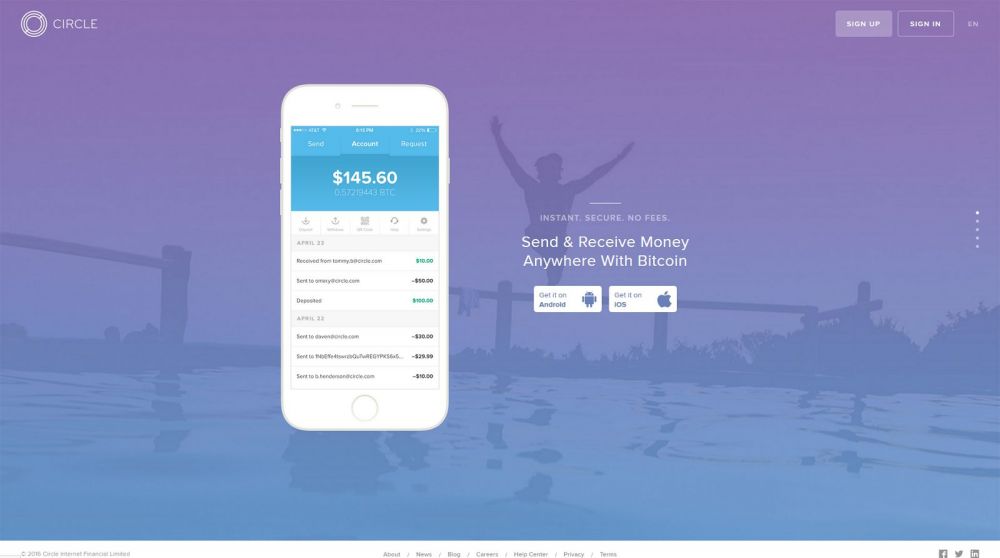 CIRCLE
SIGN UP
SIGN IN
EN
AT&T
8:15 PM
22%
Send
Account
Request
$145.60
0.57219443 BTC
Deposit
Withdraw
QR Code
Help
Settings
APRIL 23
Received from tommy.b@circle.com
$10.00
Sent to omary@circle.com
–$50.00
Deposited
$100.00
APRIL 22
Sent to daven@circle.com
–$30.00
Sent to
–$29.99
Sent to b.henderson@circle.com
–$10.00
INSTANT. SECURE. NO FEES.
Send & Receive Money
Anywhere With Bitcoin
Get it on
Android
Get it on
iOS
© 2016 Circle Internet Financial Limited
About / News / Blog / Careers / Help Center / Privacy / Terms